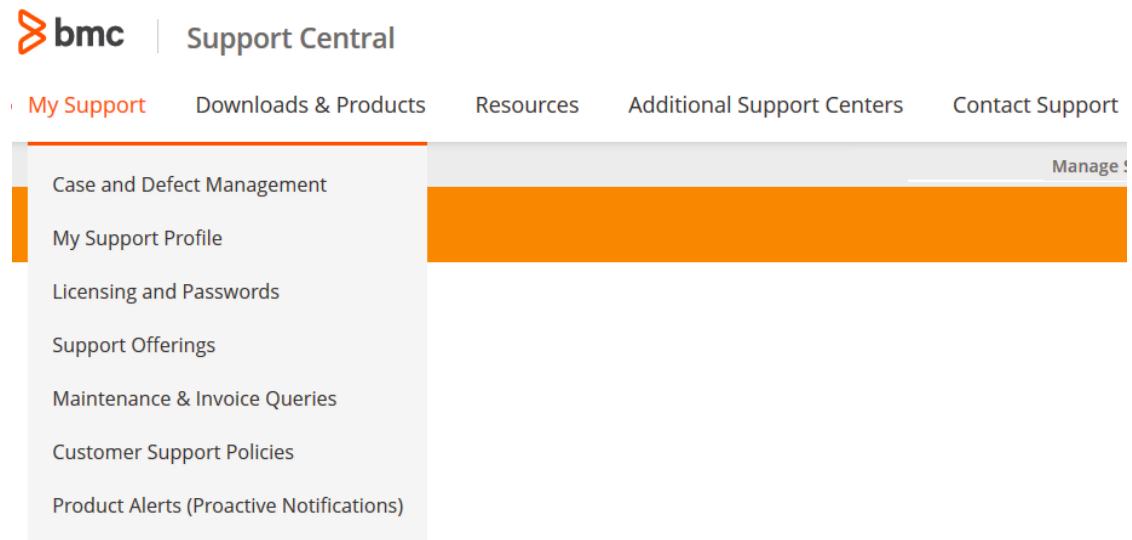 bmc Support Central
My Support Downloads & Products Resources Additional Support Centers Contact Support
Manage
Case and Defect Management
My Support Profile
Licensing and Passwords
Support Offerings
Maintenance & Invoice Queries
Customer Support Policies
Product Alerts (Proactive Notifications)